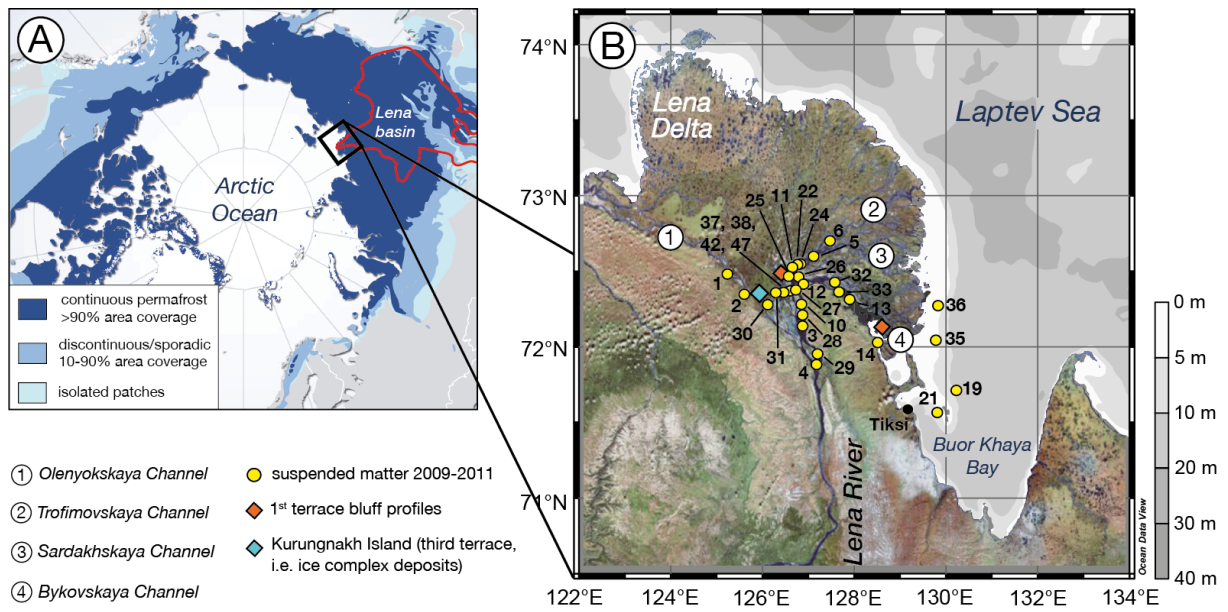 A
Lena
basin
Arctic
Ocean
continuous permafrost
>90% area coverage
discontinuous/sporadic
10-90% area coverage
isolated patches
1 Olenyokskaya Channel
2 Trofimovskaya Channel
3 Sardakhskaya Channel
4 Bykovskaya Channel
suspended matter 2009-2011
1st terrace bluff profiles
Kurungnakh Island (third terrace,
i.e. ice complex deposits)
B
74°N
73°N
72°N
71°N
122°E 124°E 126°E 128°E 130°E 132°E 134°E
Lena
Delta
Laptev Sea
22
11
25
24
37, 38,
42, 47
6
5
1
2
3
26
32
33
1
2
12
13
27
30
10
31
3
28
36
35
14
4
29
4
19
21
Tiksi
Buor Khaya
Bay
Lena River
Ocean Data View
0 m
5 m
10 m
20 m
30 m
40 m